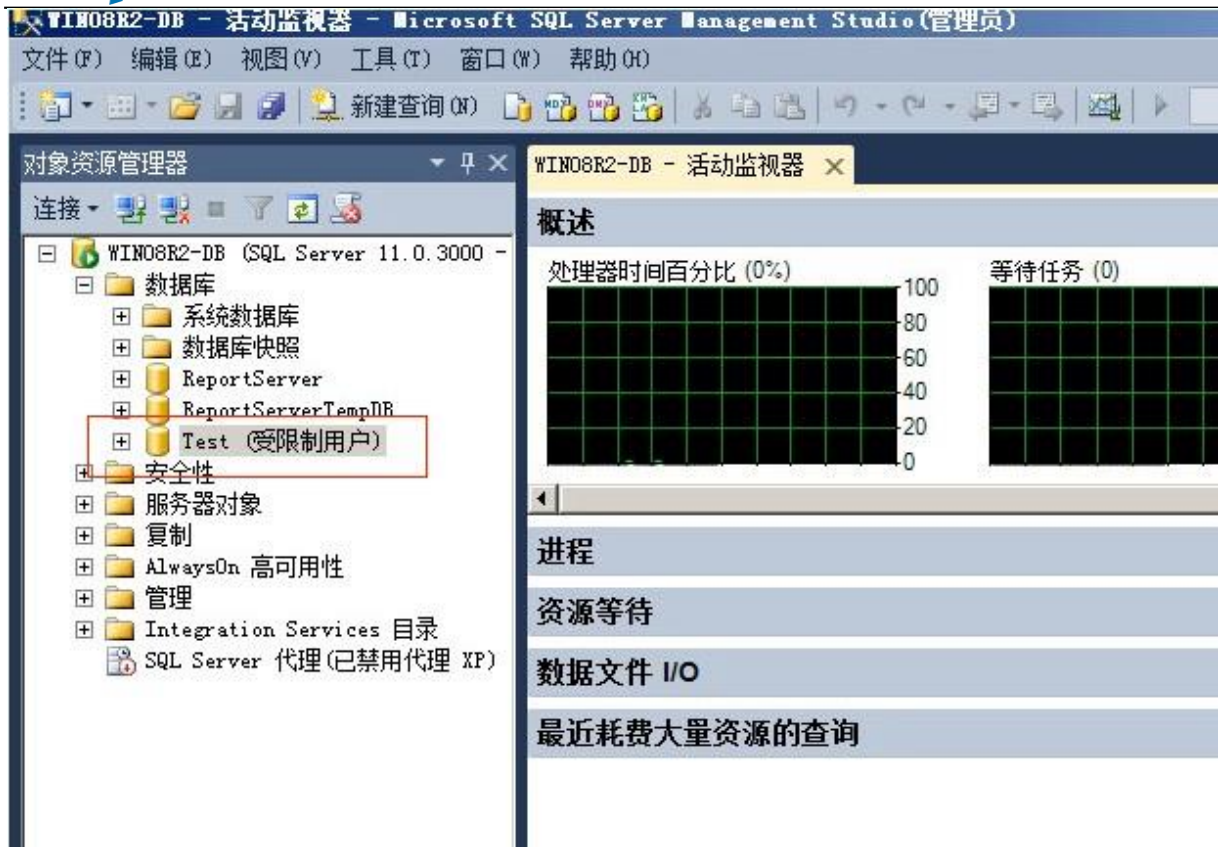 WIN08R2-DB - 活动监视器 - Microsoft SQL Server Management Studio(管理员)
文件(F) 编辑(E) 视图(V) 工具(T) 窗口(W) 帮助(H)
新建查询(N)
对象资源管理器
连接
WIN08R2-DB (SQL Server 11.0.3000 -
数据库
系统数据库
数据库快照
ReportServer
ReportServerTempDB
Test (受限制用户)
安全性
服务器对象
复制
AlwaysOn 高可用性
管理
Integration Services 目录
SQL Server 代理(已禁用代理 XP)
WIN08R2-DB - 活动监视器
概述
处理器时间百分比 (0%)
100
80
60
40
20
0
等待任务 (0)
进程
资源等待
数据文件 I/O
最近耗费大量资源的查询